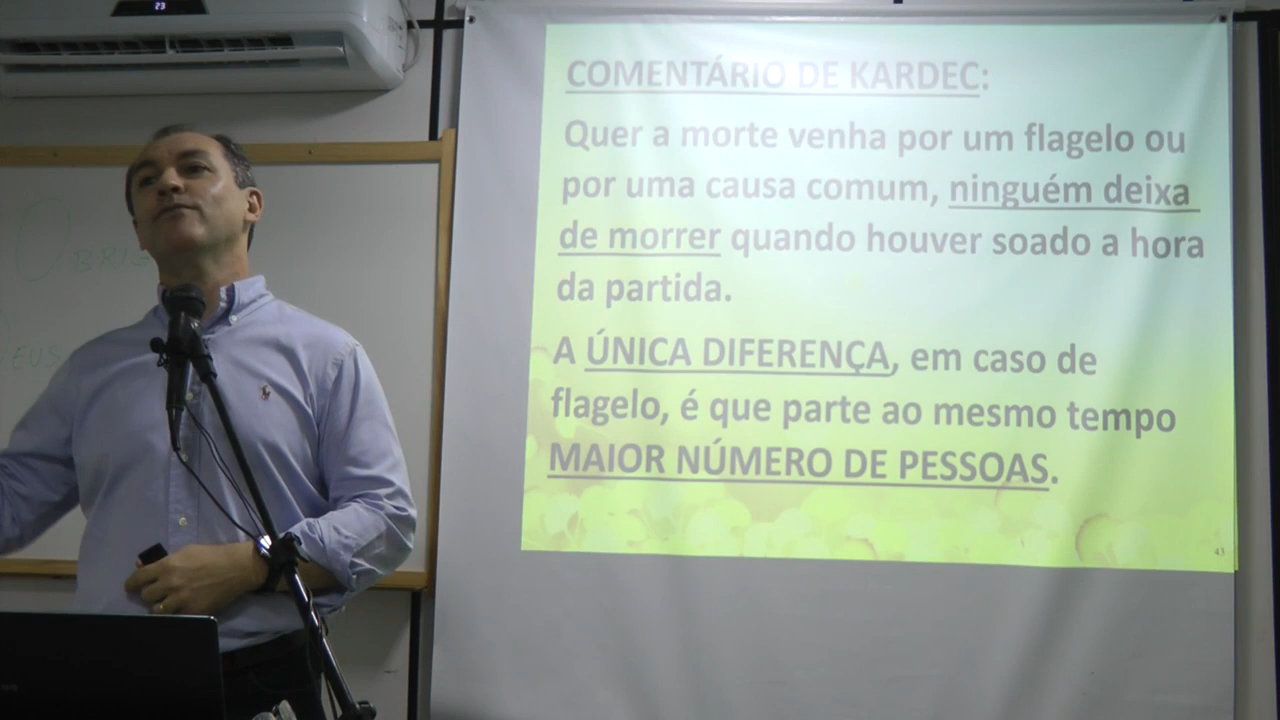 23
COMENTÁRIO DE KARDEC:
Quer a morte venha por um flagelo ou
por uma causa comum, ninguém deixa
de morrer quando houver soado a hora
da partida.
A ÚNICA DIFERENÇA, em caso de
flagelo, é que parte ao mesmo tempo
MAIOR NÚMERO DE PESSOAS.
43